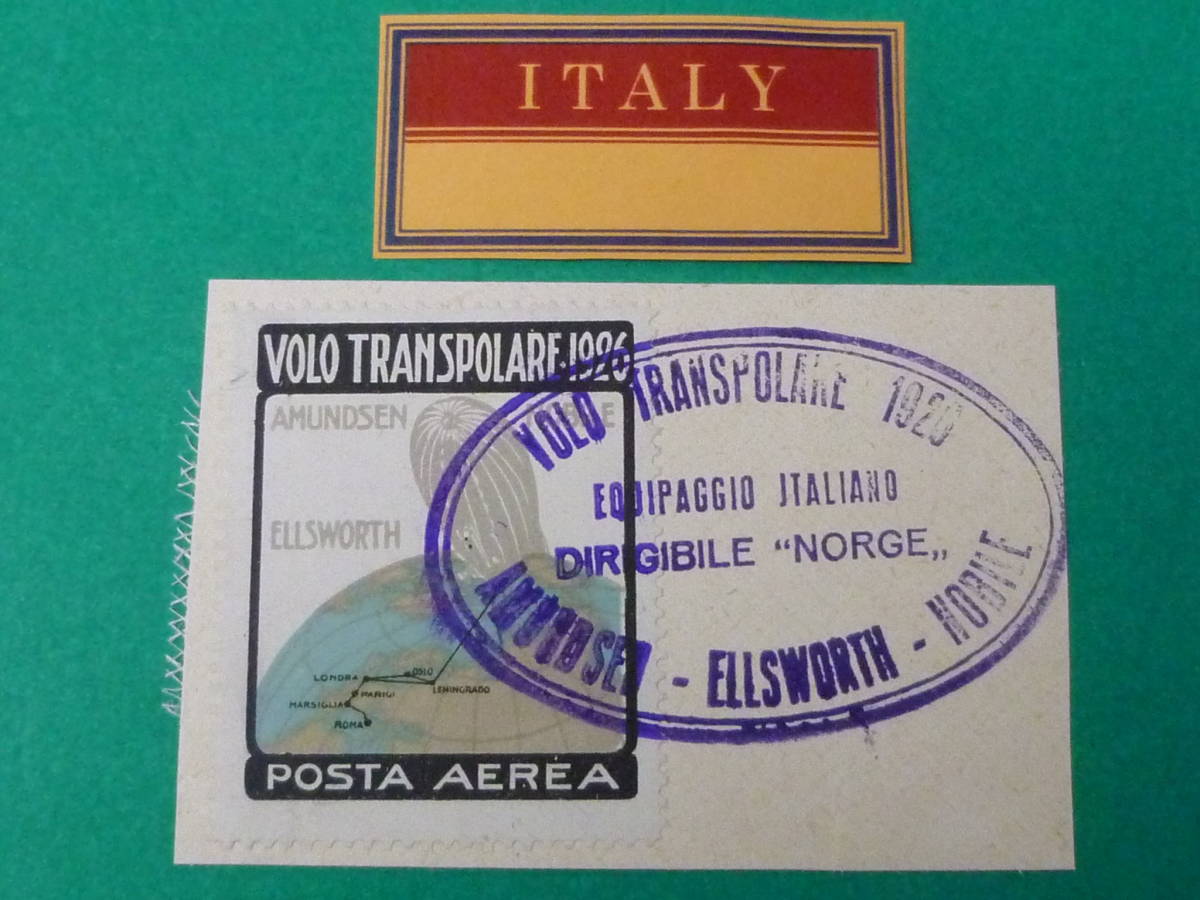 ITALY
VOLO TRANSPOLARE·1926
AMUNDSEN
ELLSWORTH
LONDRA
OSLO
PARIGI
LENINGRADO
MARSIGLIA
ROMA
POSTA AEREA
VOLO TRANSPOLARE 1926
EQUIPAGGIO ITALIANO
DIRIGIBILE “NORGE„
AMUNDSEN - ELLSWORTH - NOBILE